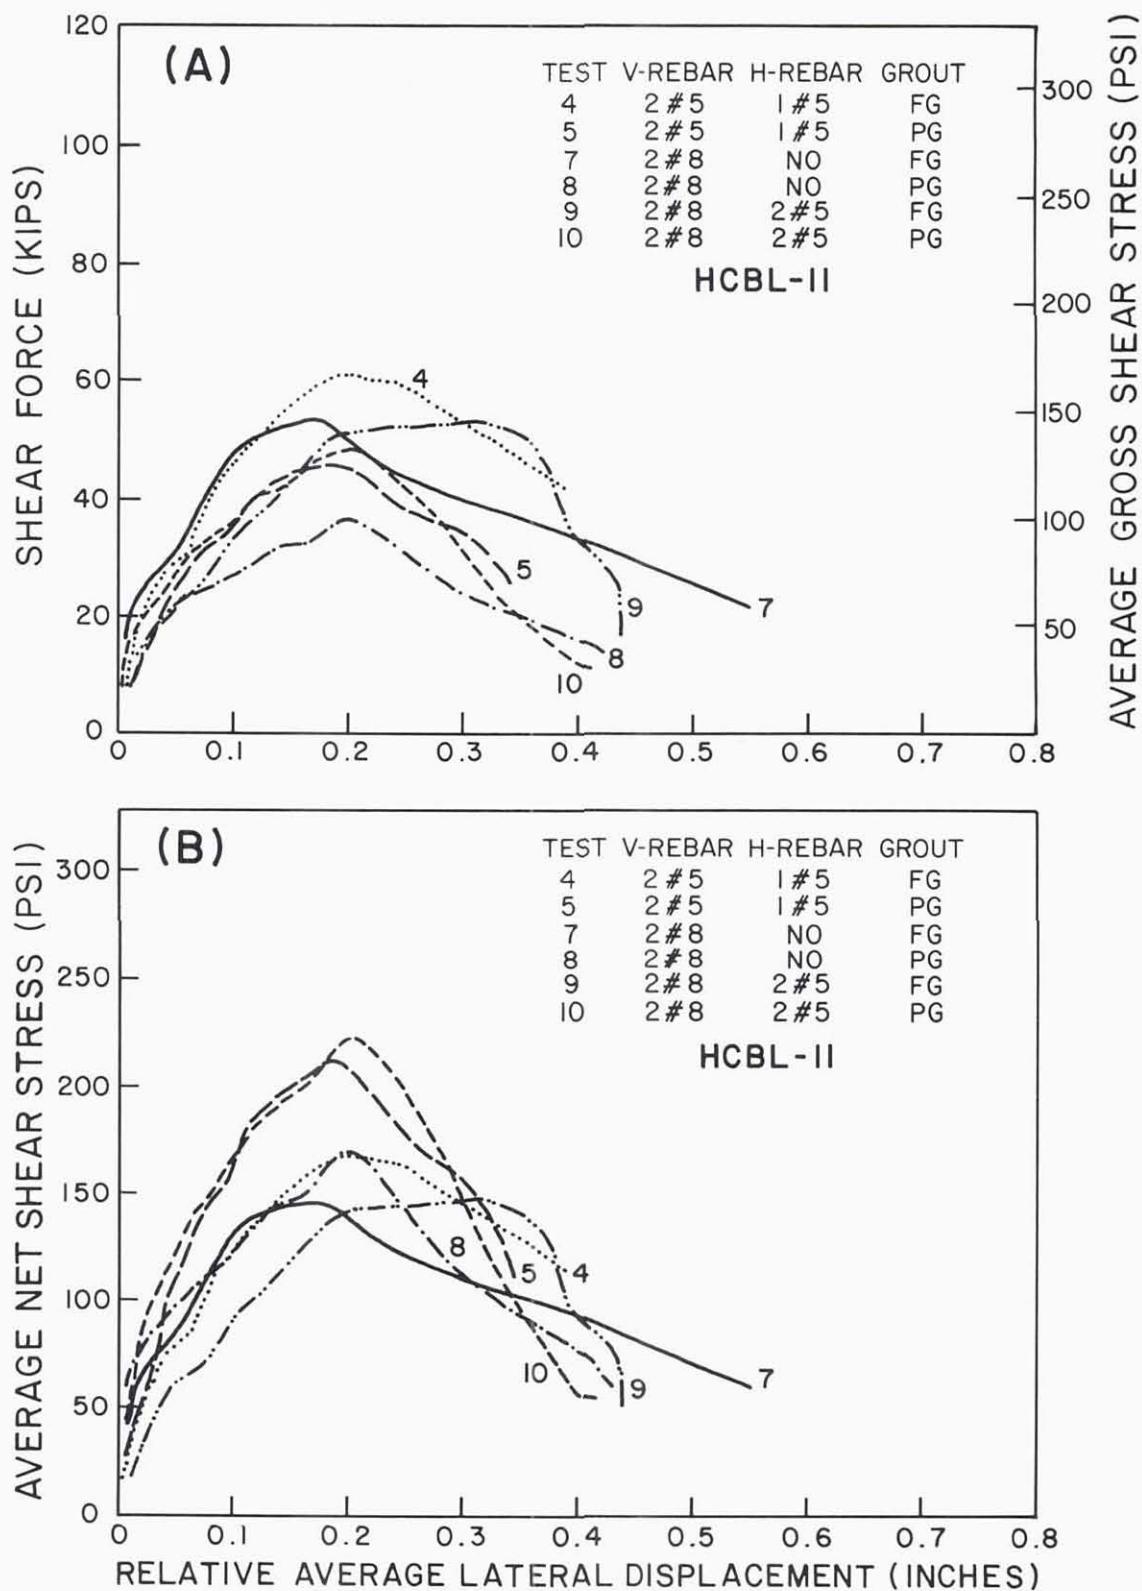 (A)
TEST V-REBAR H-REBAR GROUT
4 2#5 1#5 FG
5 2#5 1#5 PG
7 2#8 NO FG
8 2#8 NO PG
9 2#8 2#5 FG
10 2#8 2#5 PG
HCBL-11
SHEAR FORCE (KIPS)
120
100
80
60
40
20
0
AVERAGE GROSS SHEAR STRESS (PSI)
300
250
200
150
100
50
4
5
9
7
8
10
0 0.1 0.2 0.3 0.4 0.5 0.6 0.7 0.8
(B)
TEST V-REBAR H-REBAR GROUT
4 2#5 1#5 FG
5 2#5 1#5 PG
7 2#8 NO FG
8 2#8 NO PG
9 2#8 2#5 FG
10 2#8 2#5 PG
HCBL-11
AVERAGE NET SHEAR STRESS (PSI)
300
250
200
150
100
50
0
8
5
4
10
9
7
0 0.1 0.2 0.3 0.4 0.5 0.6 0.7 0.8
RELATIVE AVERAGE LATERAL DISPLACEMENT (INCHES)